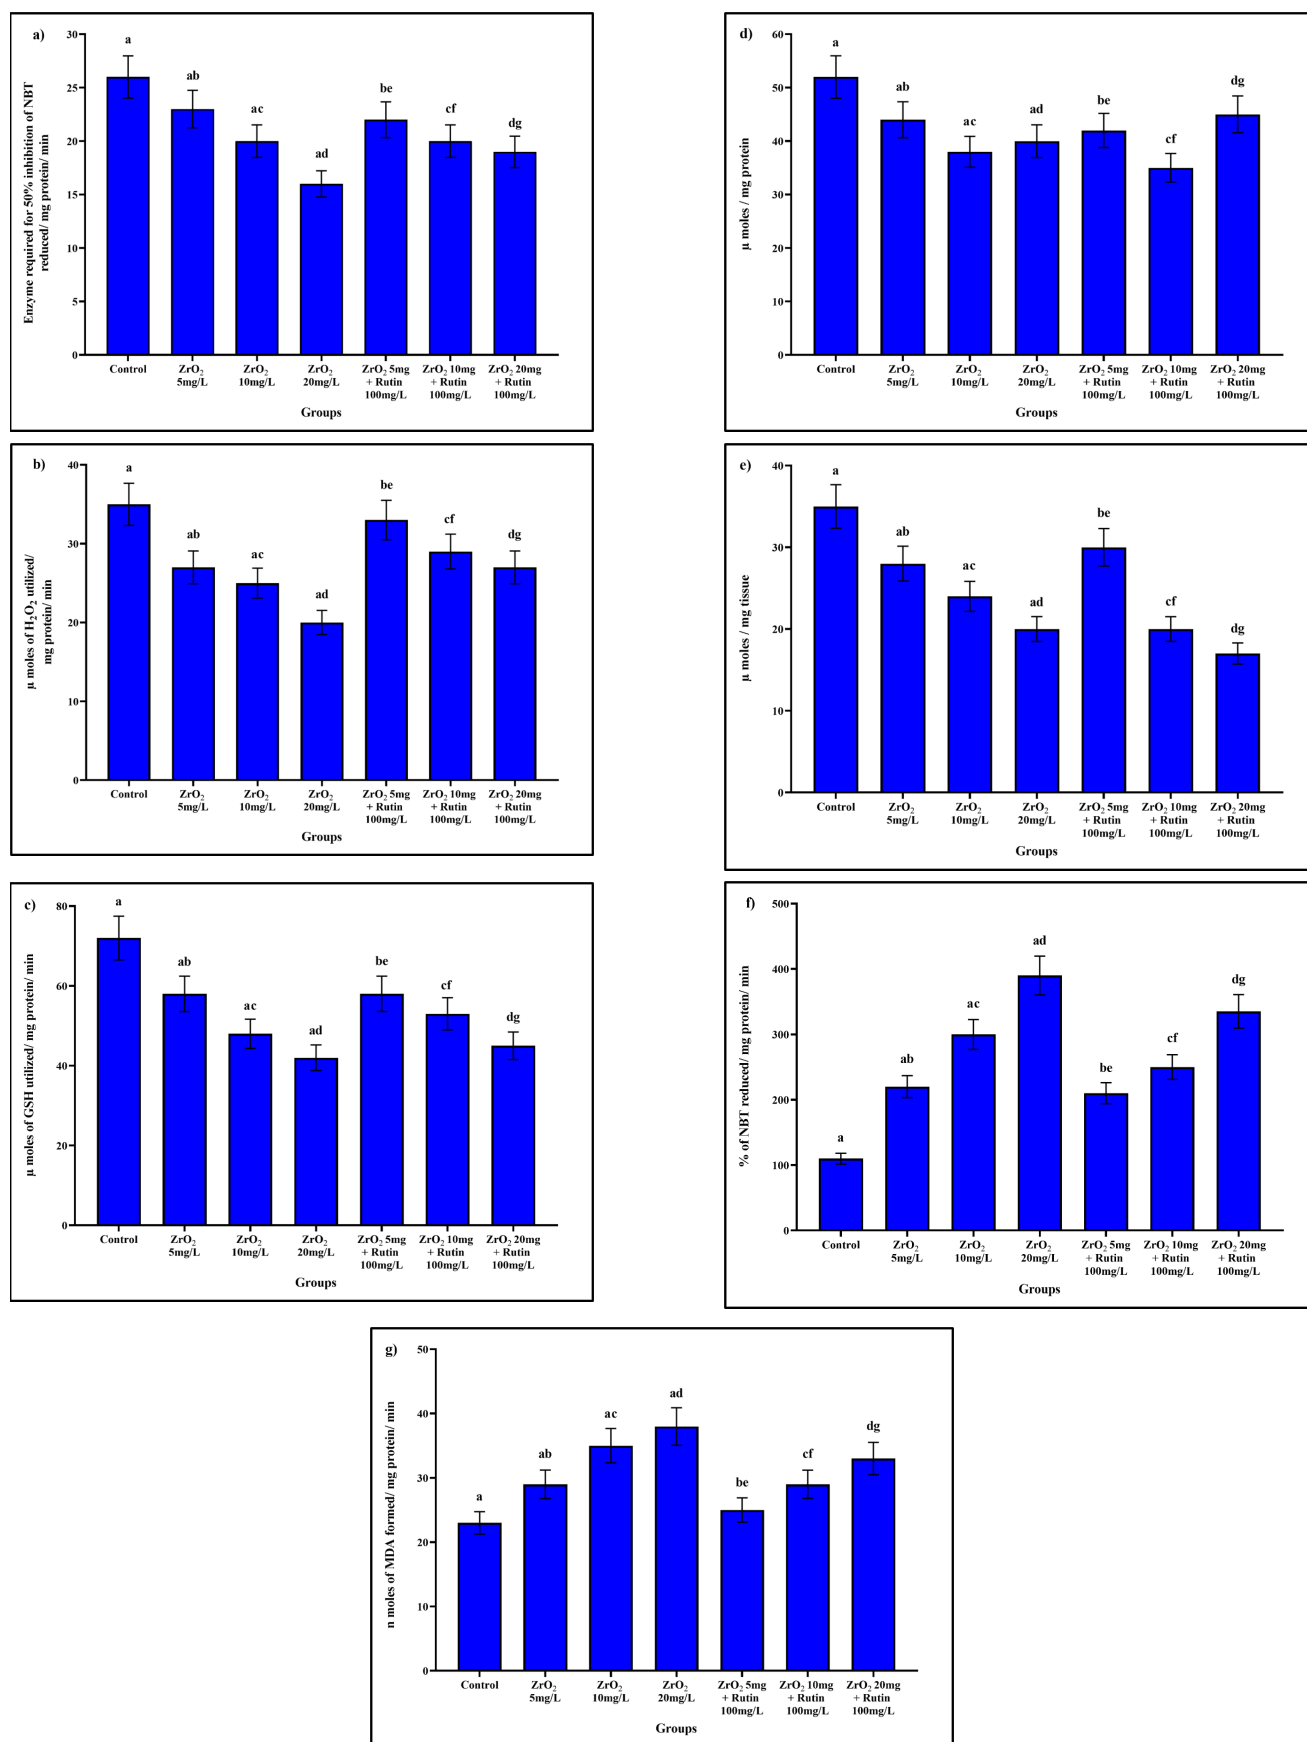 a)
Enzyme required for 50% inhibition of NBT
reduced/ mg protein/ min
30
25
20
15
10
5
0
a
ab
ac
ad
be
cf
dg
Control
ZrO₂
5mg/L
ZrO₂
10mg/L
ZrO₂
20mg/L
ZrO₂ 5mg
+ Rutin
100mg/L
ZrO₂ 10mg
+ Rutin
100mg/L
ZrO₂ 20mg
+ Rutin
100mg/L
Groups
d)
μ moles / mg protein
60
50
40
30
20
10
0
a
ab
ac
ad
be
cf
dg
Control
ZrO₂
5mg/L
ZrO₂
10mg/L
ZrO₂
20mg/L
ZrO₂ 5mg
+ Rutin
100mg/L
ZrO₂ 10mg
+ Rutin
100mg/L
ZrO₂ 20mg
+ Rutin
100mg/L
Groups
b)
μ moles of H₂O₂ utilized/
mg protein/ min
40
30
20
10
0
a
ab
ac
ad
be
cf
dg
Control
ZrO₂
5mg/L
ZrO₂
10mg/L
ZrO₂
20mg/L
ZrO₂ 5mg
+ Rutin
100mg/L
ZrO₂ 10mg
+ Rutin
100mg/L
ZrO₂ 20mg
+ Rutin
100mg/L
Groups
e)
μ moles / mg tissue
40
30
20
10
0
a
ab
ac
ad
be
cf
dg
Control
ZrO₂
5mg/L
ZrO₂
10mg/L
ZrO₂
20mg/L
ZrO₂ 5mg
+ Rutin
100mg/L
ZrO₂ 10mg
+ Rutin
100mg/L
ZrO₂ 20mg
+ Rutin
100mg/L
Groups
c)
μ moles of GSH utilized/ mg protein/ min
80
60
40
20
0
a
ab
ac
ad
be
cf
dg
Control
ZrO₂
5mg/L
ZrO₂
10mg/L
ZrO₂
20mg/L
ZrO₂ 5mg
+ Rutin
100mg/L
ZrO₂ 10mg
+ Rutin
100mg/L
ZrO₂ 20mg
+ Rutin
100mg/L
Groups
f)
% of NBT reduced/ mg protein/ min
500
400
300
200
100
0
a
ab
ac
ad
be
cf
dg
Control
ZrO₂
5mg/L
ZrO₂
10mg/L
ZrO₂
20mg/L
ZrO₂ 5mg
+ Rutin
100mg/L
ZrO₂ 10mg
+ Rutin
100mg/L
ZrO₂ 20mg
+ Rutin
100mg/L
Groups
g)
n moles of MDA formed/ mg protein/ min
50
40
30
20
10
0
a
ab
ac
ad
be
cf
dg
Control
ZrO₂
5mg/L
ZrO₂
10mg/L
ZrO₂
20mg/L
ZrO₂ 5mg
+ Rutin
100mg/L
ZrO₂ 10mg
+ Rutin
100mg/L
ZrO₂ 20mg
+ Rutin
100mg/L
Groups